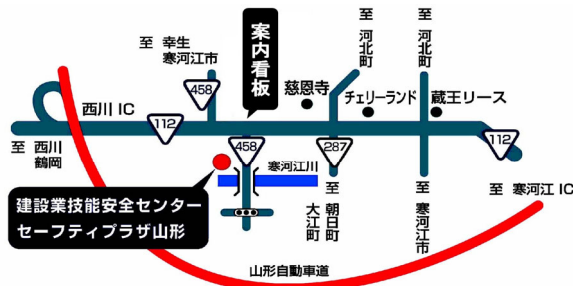 至 幸生
寒河江市
案内看板
至 河北町
至 河北町
458
慈恩寺
チェリーランド
蔵王リース
西川 IC
112
458
287
112
至 西川
鶴岡
寒河江川
至 寒河江 IC
建設業技能安全センター
セーフティプラザ山形
至 朝日町
大江町
至 寒河江市
山形自動車道